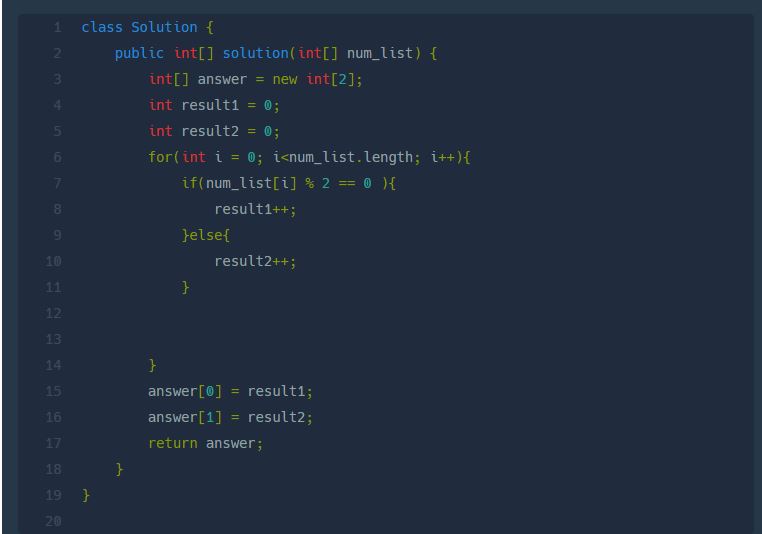 1 class Solution {
2     public int[] solution(int[] num_list) {
3         int[] answer = new int[2];
4         int result1 = 0;
5         int result2 = 0;
6         for(int i = 0; i<num_list.length; i++){
7             if(num_list[i] % 2 == 0 ){
8                 result1++;
9             }else{
10                 result2++;
11             }
12
13
14         }
15         answer[0] = result1;
16         answer[1] = result2;
17         return answer;
18     }
19 }
20